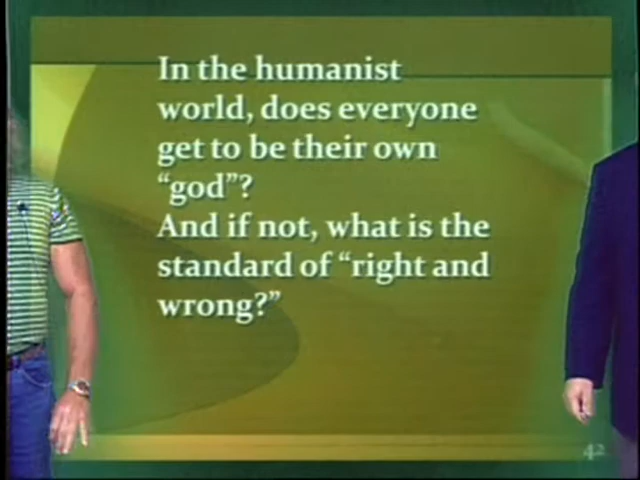 In the humanist
world, does everyone
get to be their own
“god”?
And if not, what is the
standard of “right and
wrong?”
42